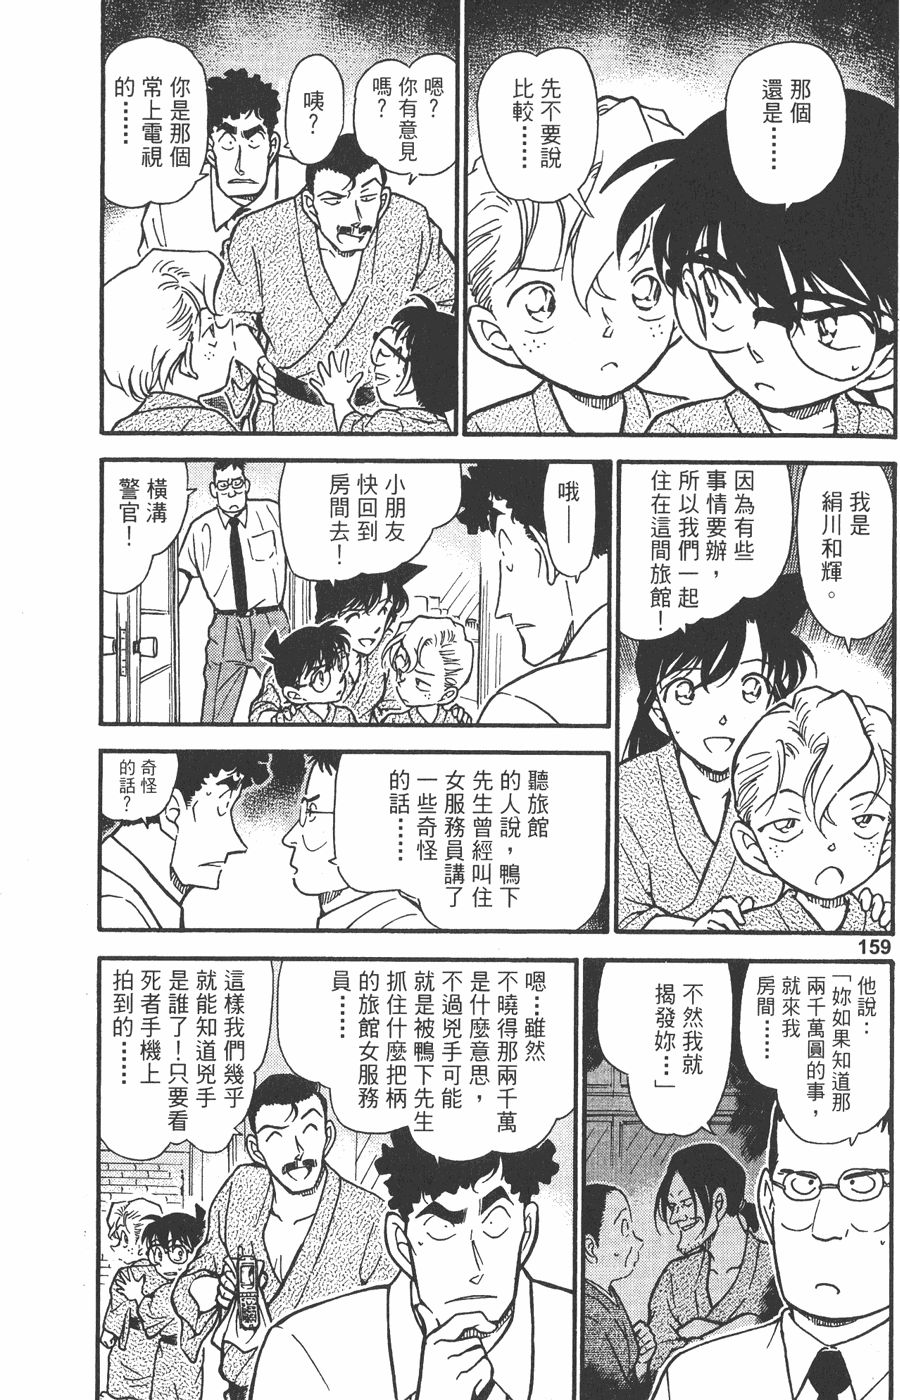 那個
還是……
先不要說
比較……
嗯?
你有意見
嗎?
咦?
你是那個
常上電視
的……
我是
絹川和輝。
因為有些
事情要辦，
所以我們一起
住在這間旅館!
哦—
小朋友
快回到
房間去!
橫溝
警官!
聽旅館
的人說，鴨下
先生曾經叫住
女服務員講了
一些奇怪
的話……
奇怪
的話?
159
他說：
「妳如果知道那
兩千萬圓的事，
就來我
房間……
不然我就
揭發妳…」
嗯…雖然
不曉得那兩千萬
是什麼意思，
不過兇手可能
就是被鴨下先生
抓住什麼把柄
的旅館女服務
員……
這樣我們幾乎
就能知道兇手
是誰了!只要看
死者手機上
拍到的……